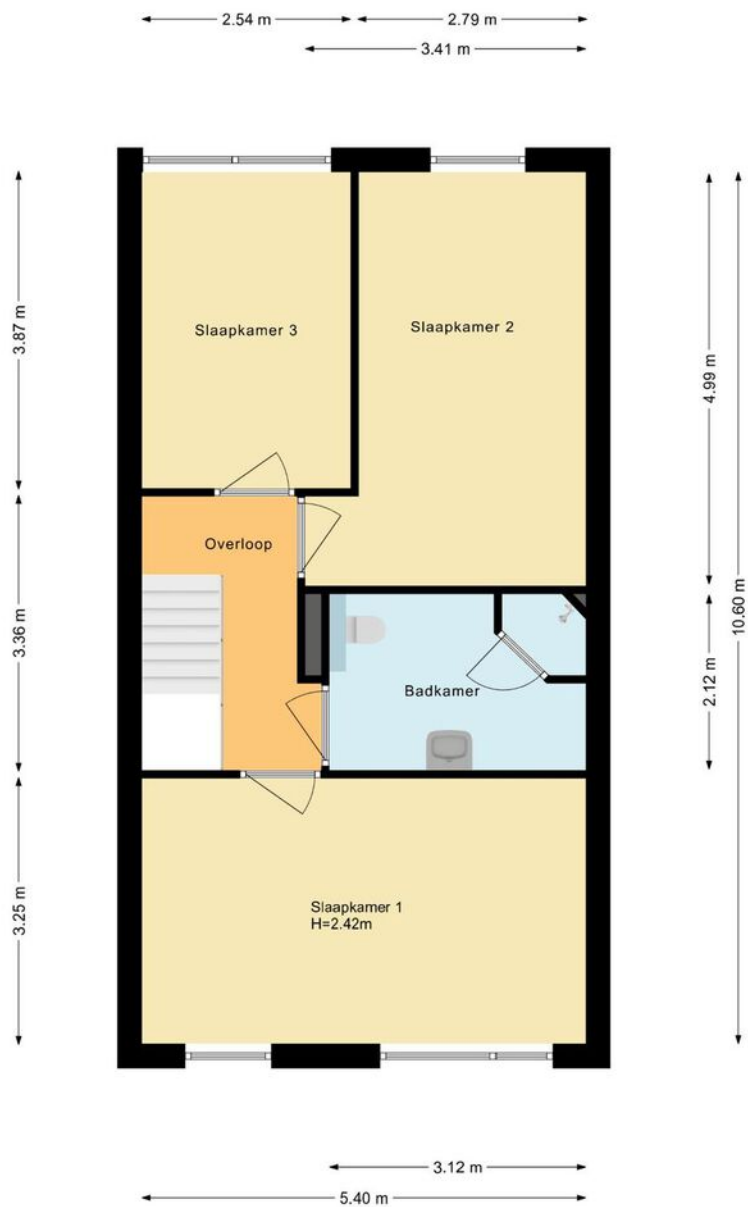 2.54 m
2.79 m
3.41 m
3.87 m
Slaapkamer 3
Slaapkamer 2
4.99 m
10.60 m
Overloop
3.36 m
Badkamer
2.12 m
3.25 m
Slaapkamer 1
H=2.42m
3.12 m
5.40 m